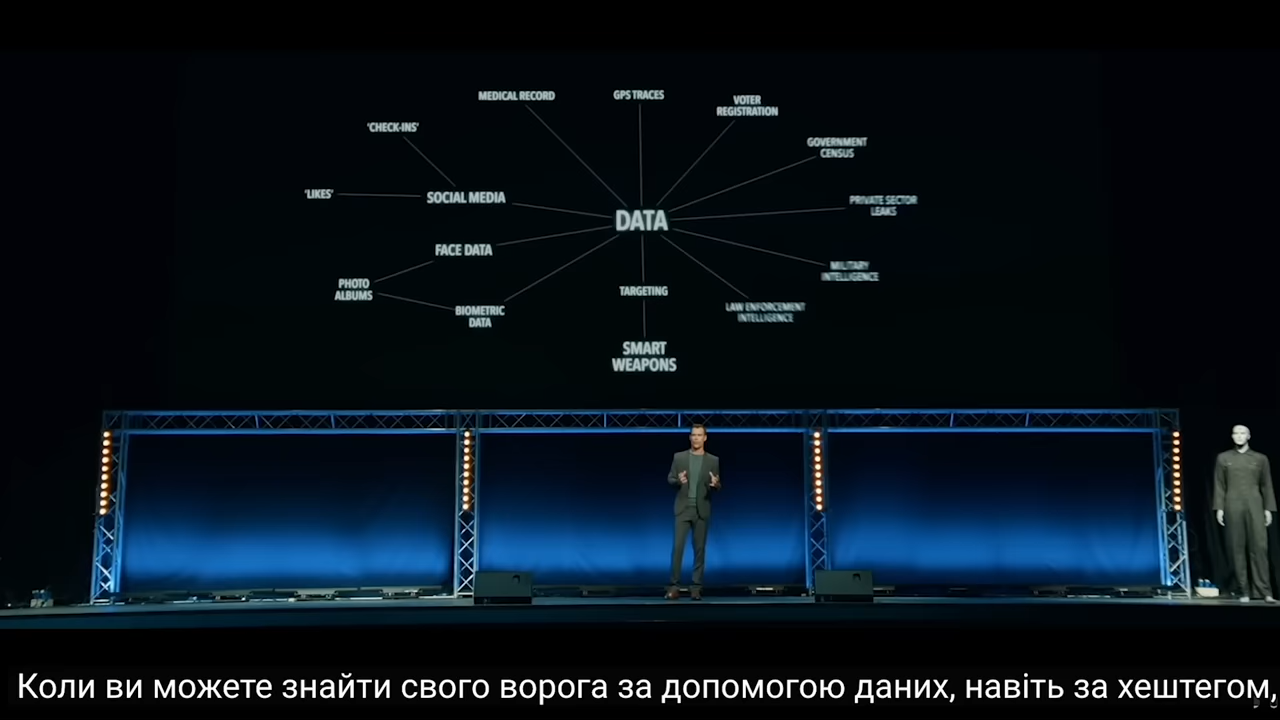 MEDICAL RECORD
GPS TRACES
VOTER
REGISTRATION
'CHECK-INS'
GOVERNMENT
CENSUS
'LIKES'
SOCIAL MEDIA
PRIVATE SECTOR
LEAKS
DATA
FACE DATA
MILITARY
INTELLIGENCE
PHOTO
ALBUMS
TARGETING
BIOMETRIC
DATA
LAW ENFORCEMENT
INTELLIGENCE
SMART
WEAPONS
Коли ви можете знайти свого ворога за допомогою даних, навіть за хештегом,